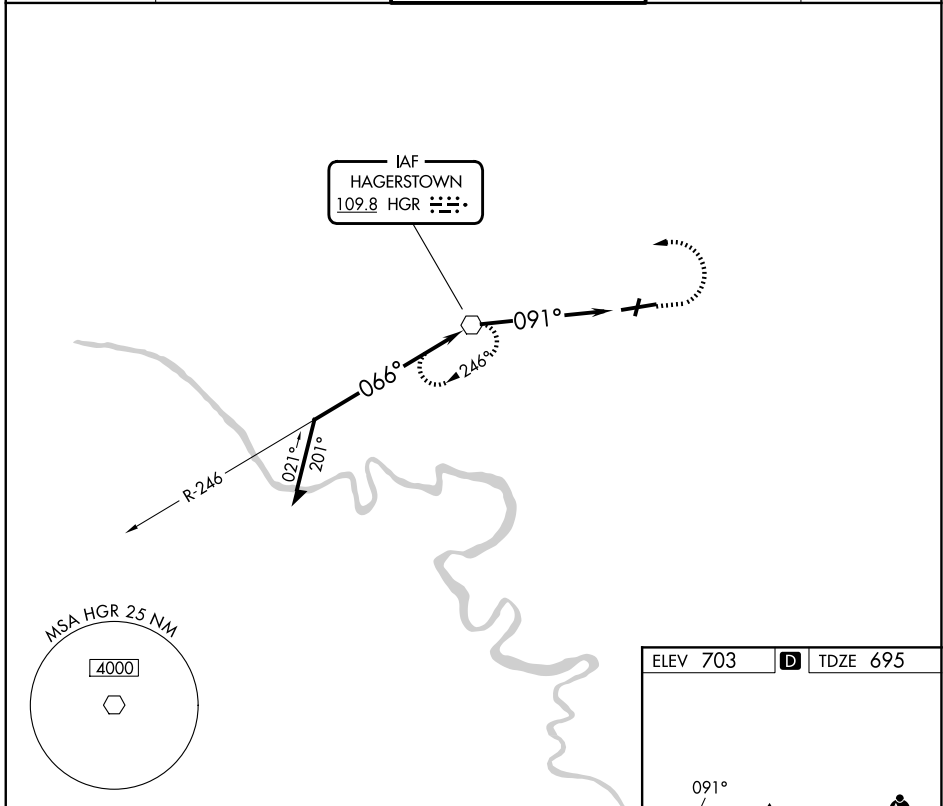 IAF
HAGERSTOWN
109.8 HGR
091°
066°
246°
021°
201°
R-246
MSA HGR 25 NM
4000
ELEV 703 D TDZE 695
091°